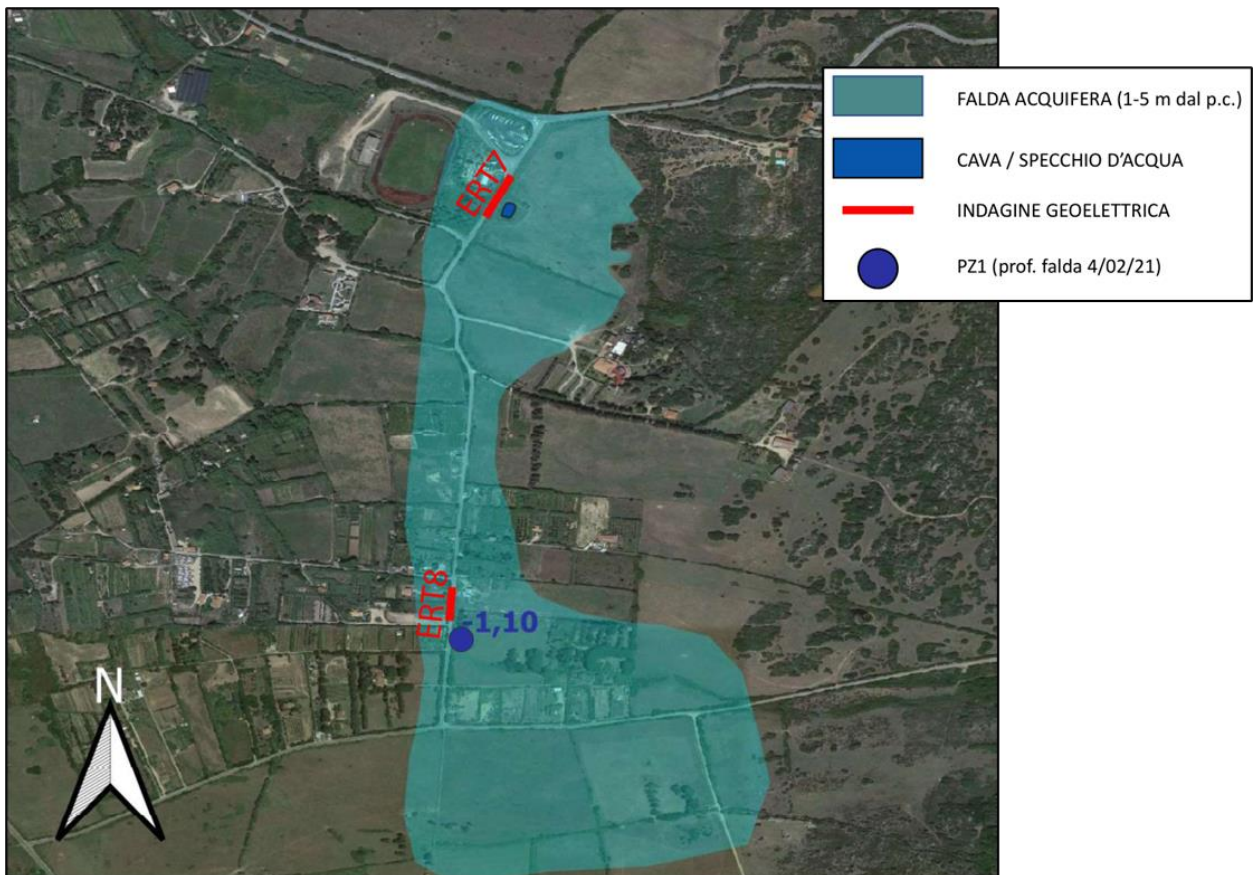 FALDA ACQUIFERA (1-5 m dal p.c.)
CAVA / SPECCHIO D'ACQUA
INDAGINE GEOELETTRICA
PZ1 (prof. falda 4/02/21)
ERT7
ERT8
-1,10
N